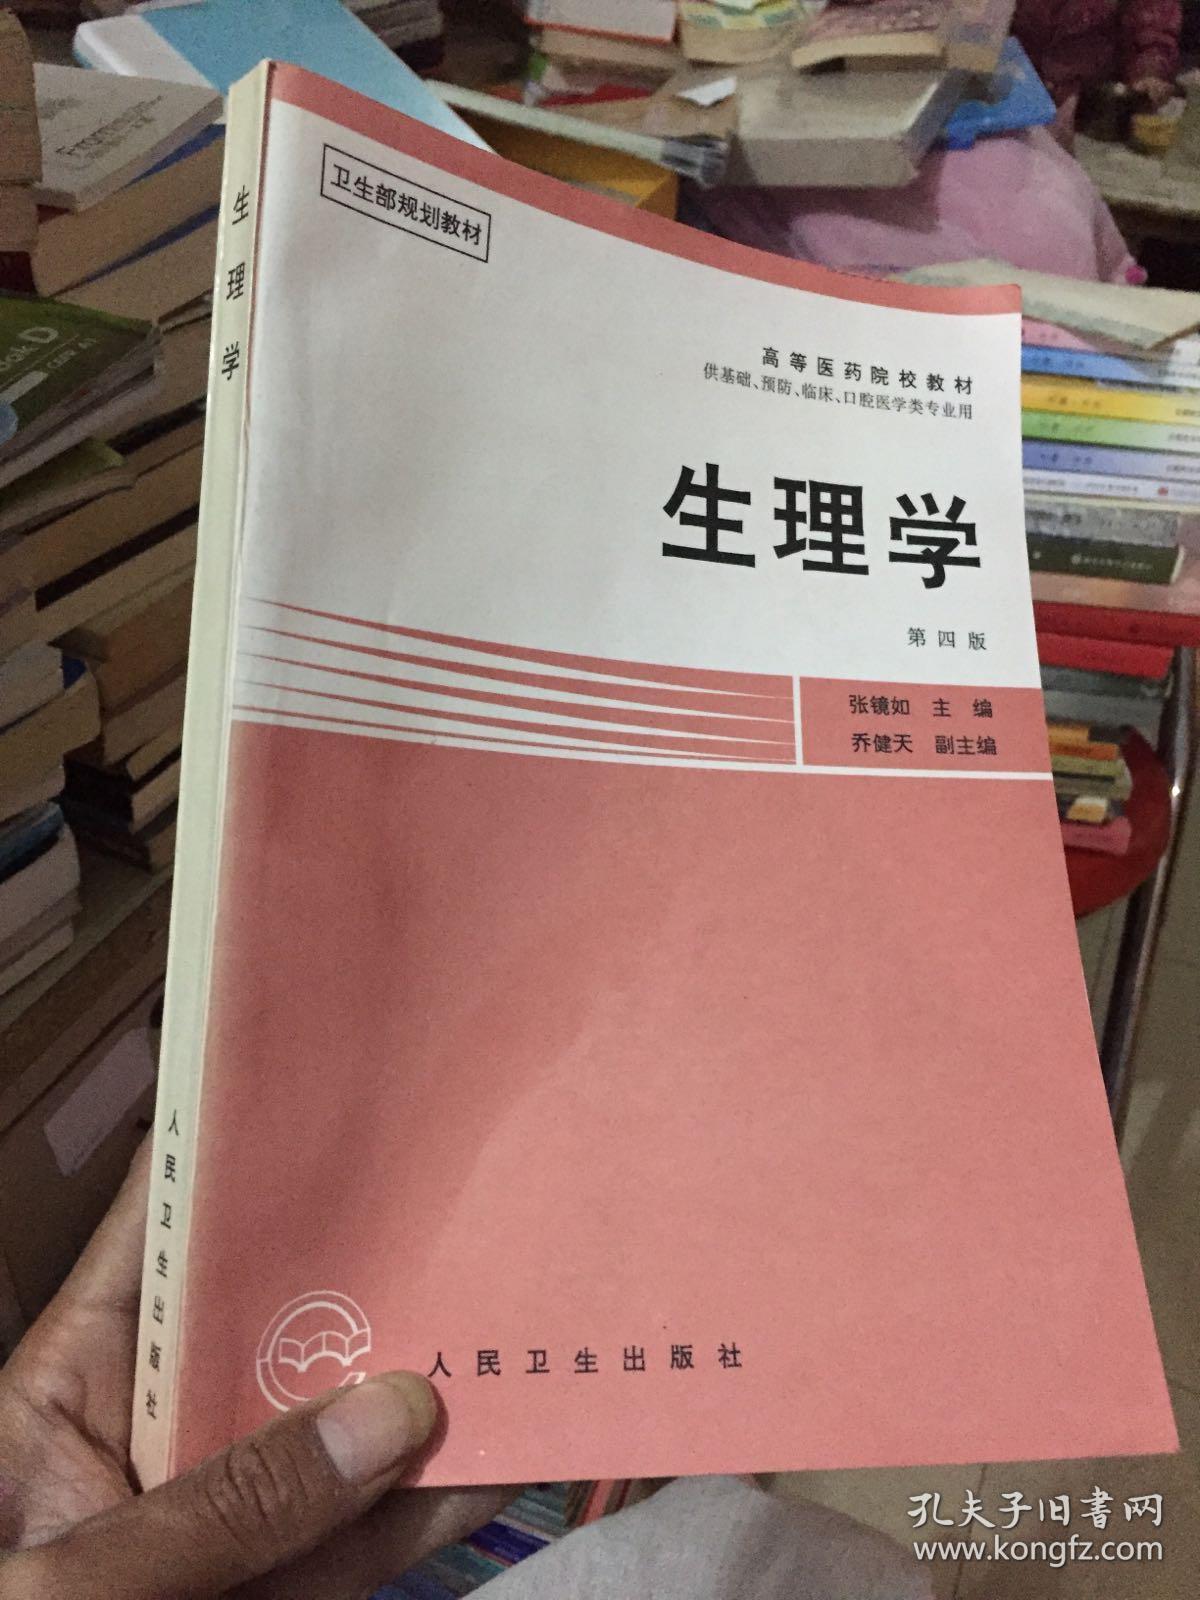 卫生部规划教材
高等医药院校教材
供基础、预防、临床、口腔医学类专业用
生理学
第四版
张镜如 主编
乔健天 副主编
人民卫生出版社
生理学
人民卫生出版社
孔夫子旧书网
www.kongfz.com